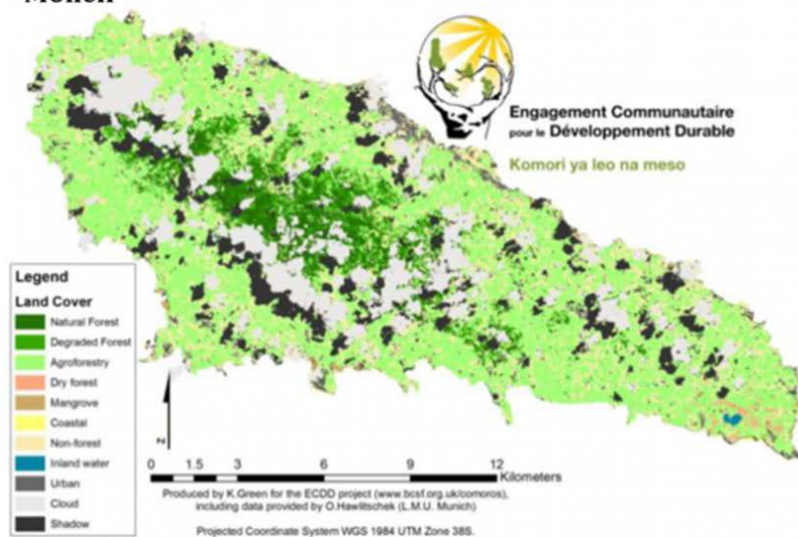 Engagement Communautaire
pour le Développement Durable
Komori ya leo na meso
Legend
Land Cover
Natural Forest
Degraded Forest
Agroforestry
Dry forest
Mangrove
Coastal
Non-forest
Inland water
Urban
Cloud
Shadow
N
0 1.5 3 6 9 12
Kilometers
Produced by K.Green for the ECDD project (www.bcsf.org.uk/comoros),
including data provided by O.Hawlitschek (L.M.U. Munich)
Projected Coordinate System WGS 1984 UTM Zone 38S.